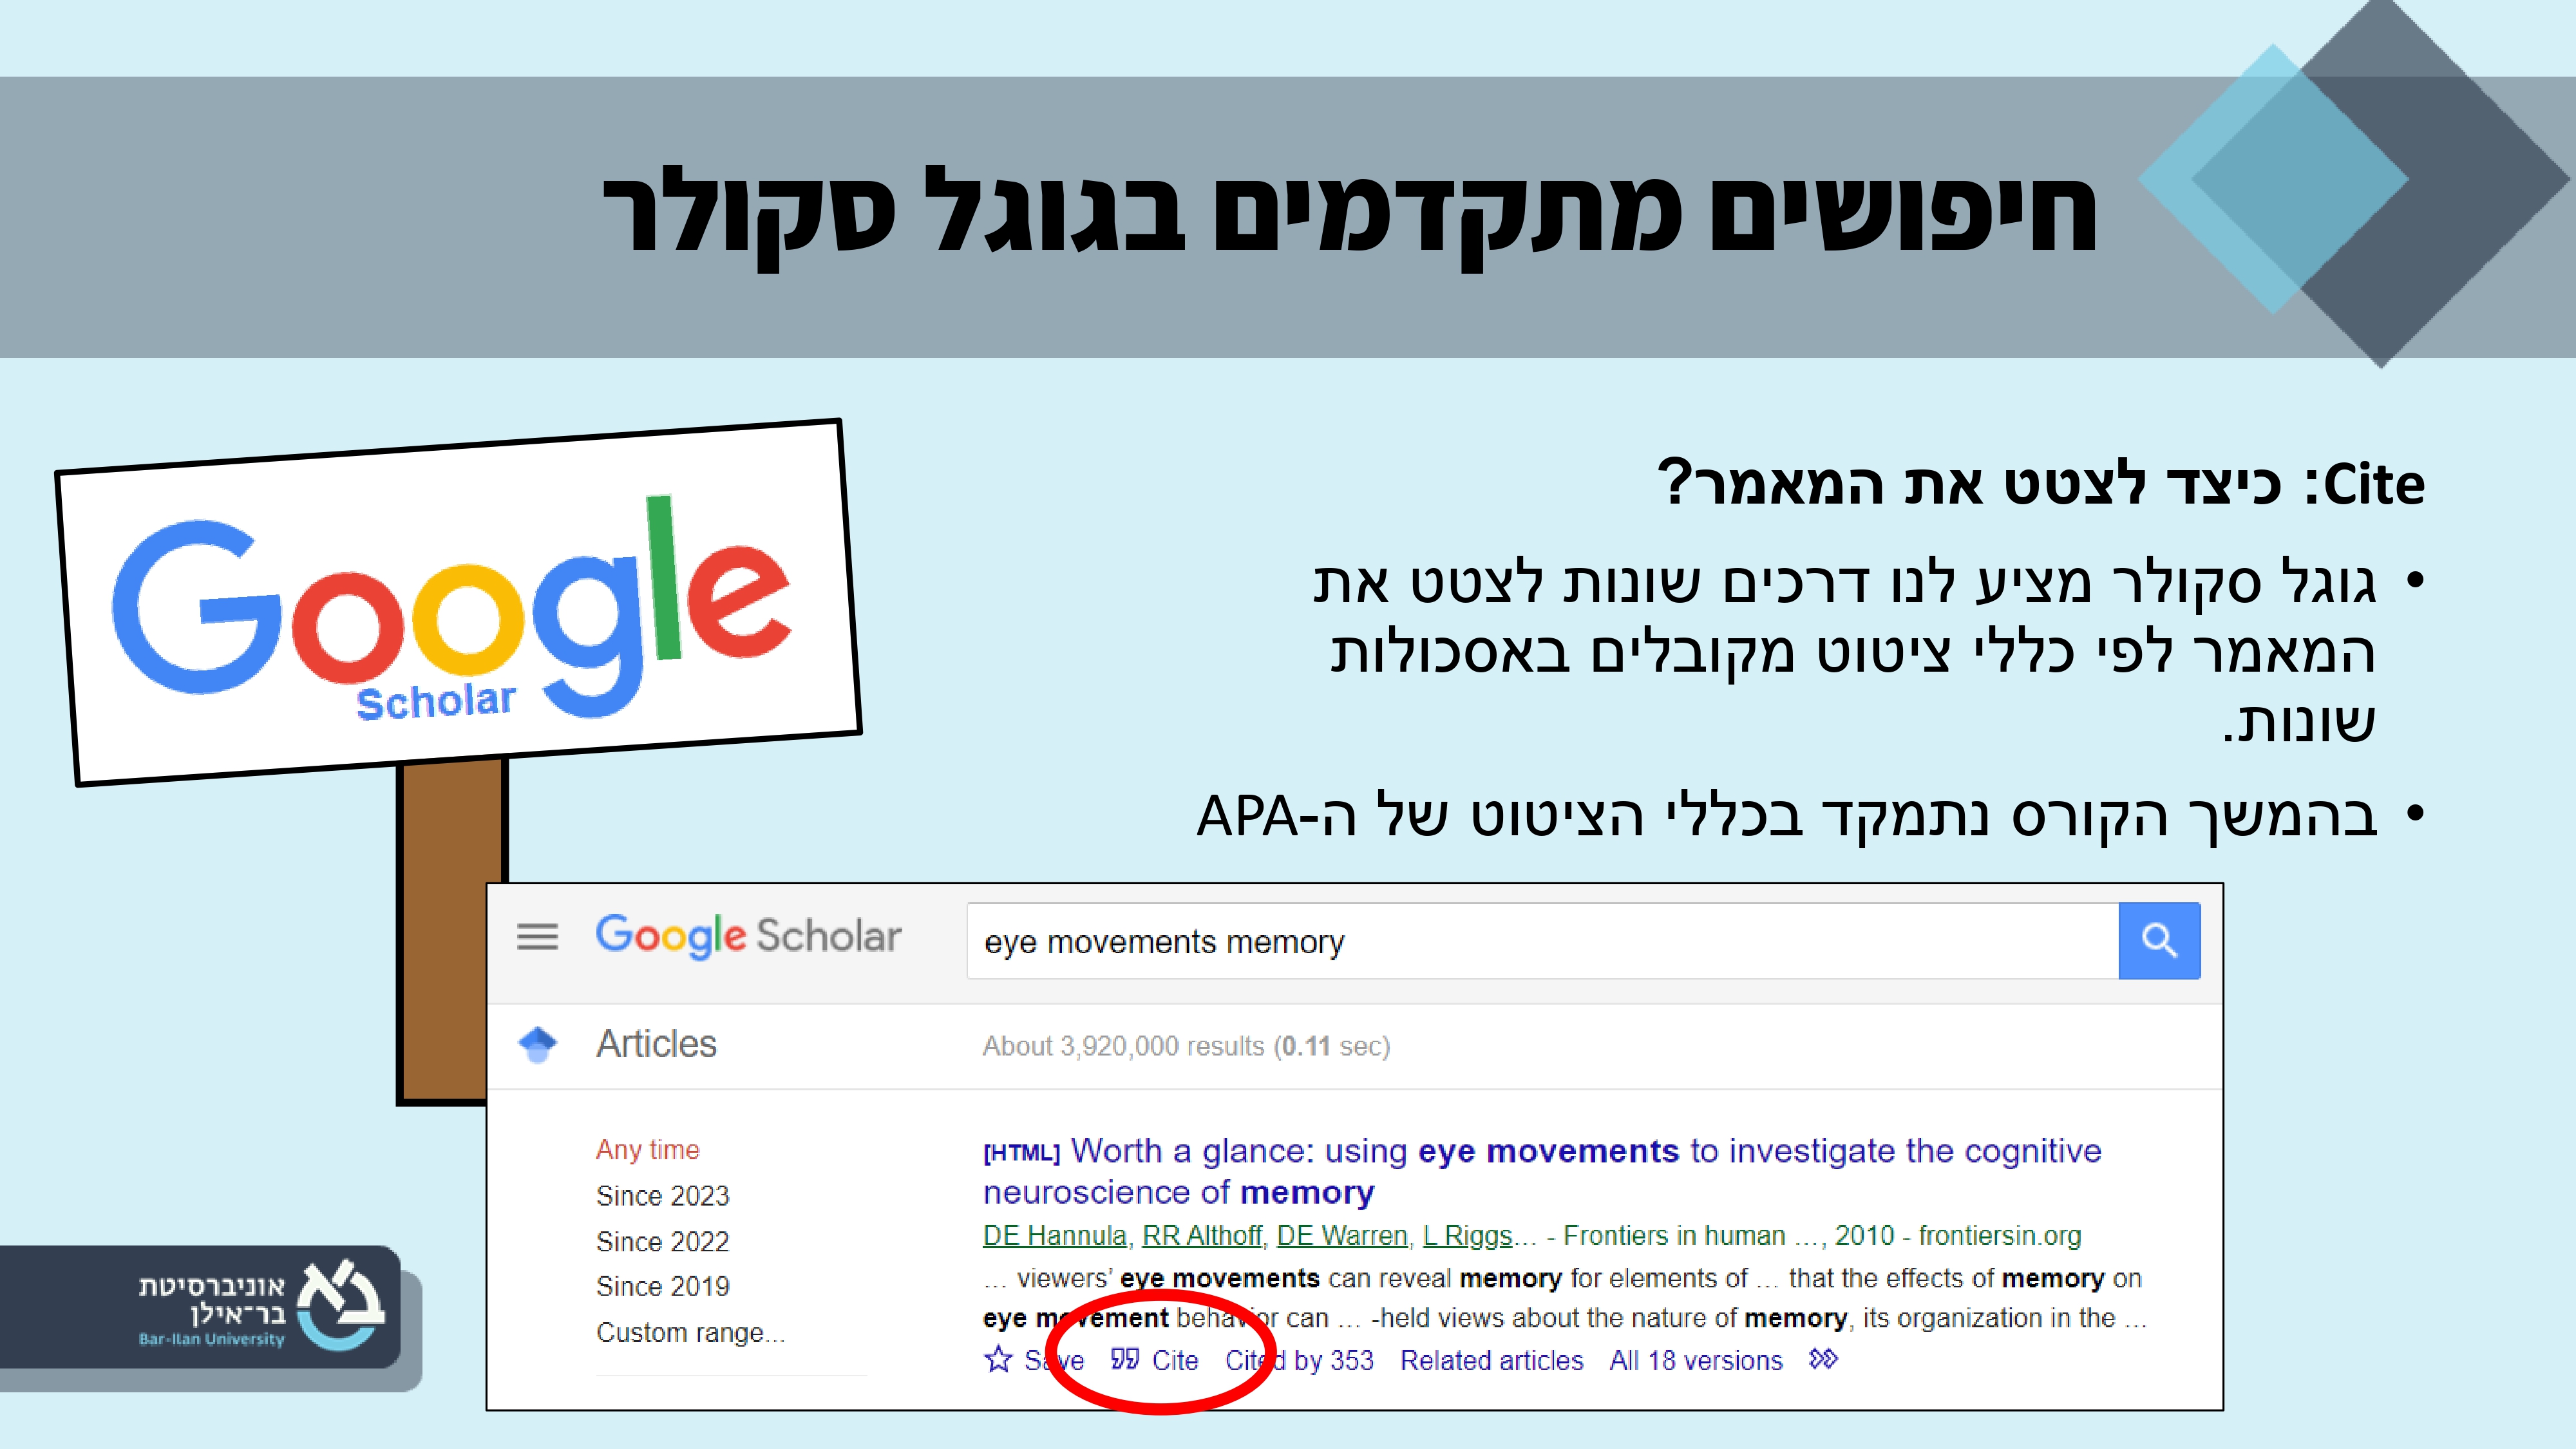 חיפושים מתקדמים בגוגל סקולר
Cite: כיצד לצטט את המאמר?
• גוגל סקולר מציע לנו דרכים שונות לצטט את
המאמר לפי כללי ציטוט מקובלים באסכולות
שונות.
• בהמשך הקורס נתמקד בכללי הציטוט של ה-APA
Google
Scholar
Google Scholar
eye movements memory
Articles
About 3,920,000 results (0.11 sec)
Any time
Since 2023
Since 2022
Since 2019
Custom range...
[HTML] Worth a glance: using eye movements to investigate the cognitive
neuroscience of memory
DE Hannula, RR Althoff, DE Warren, L Riggs… - Frontiers in human …, 2010 - frontiersin.org
… viewers’ eye movements can reveal memory for elements of … that the effects of memory on
eye movement behavior can … -held views about the nature of memory, its organization in the …
Save Cite Cited by 353 Related articles All 18 versions
אוניברסיטת
בר־אילן
Bar-Ilan University